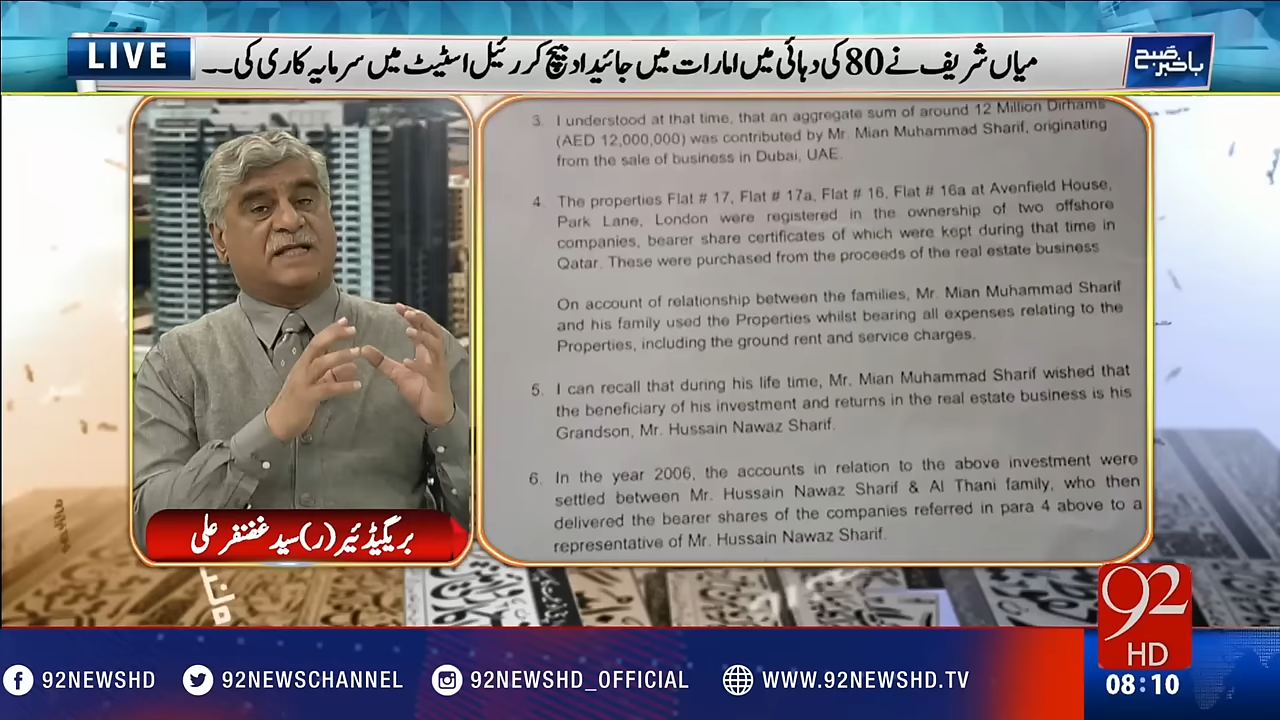 LIVE
میاں شریف نے 80 کی دہائی میں امارات میں جائیداد بیچ کر رئیل اسٹیٹ میں سرمایہ کاری کی۔۔
باخبر صبح
3. I understood at that time, that an aggregate sum of around 12 Million Dirhams
(AED 12,000,000) was contributed by Mr. Mian Muhammad Sharif, originating
from the sale of business in Dubai, UAE.
4. The properties Flat # 17, Flat # 17a, Flat # 16, Flat # 16a at Avenfield House,
Park Lane, London were registered in the ownership of two offshore
companies, bearer share certificates of which were kept during that time in
Qatar. These were purchased from the proceeds of the real estate business
On account of relationship between the families, Mr. Mian Muhammad Sharif
and his family used the Properties whilst bearing all expenses relating to the
Properties, including the ground rent and service charges.
5. I can recall that during his life time, Mr. Mian Muhammad Sharif wished that
the beneficiary of his investment and returns in the real estate business is his
Grandson, Mr. Hussain Nawaz Sharif.
6. In the year 2006, the accounts in relation to the above investment were
settled between Mr. Hussain Nawaz Sharif & Al Thani family, who then
delivered the bearer shares of the companies referred in para 4 above to a
representative of Mr. Hussain Nawaz Sharif.
بریگیڈئیر(ر)سید غضنفر علی
92
HD
08:10
92NEWSHD
92NEWSCHANNEL
92NEWSHD_OFFICIAL
WWW.92NEWSHD.TV